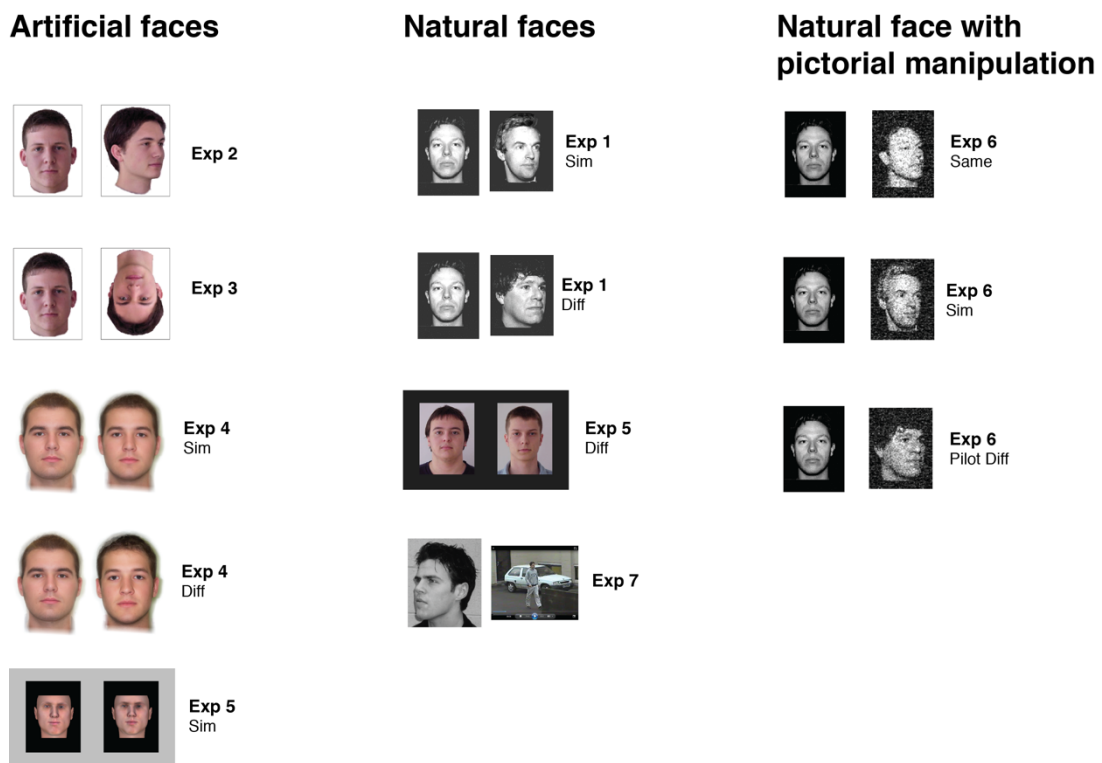 Artificial faces
Exp 2
Exp 3
Exp 4
Sim
Exp 4
Diff
Exp 5
Sim
Natural faces
Exp 1
Sim
Exp 1
Diff
Exp 5
Diff
Exp 7
Natural face with
pictorial manipulation
Exp 6
Same
Exp 6
Sim
Exp 6
Pilot Diff